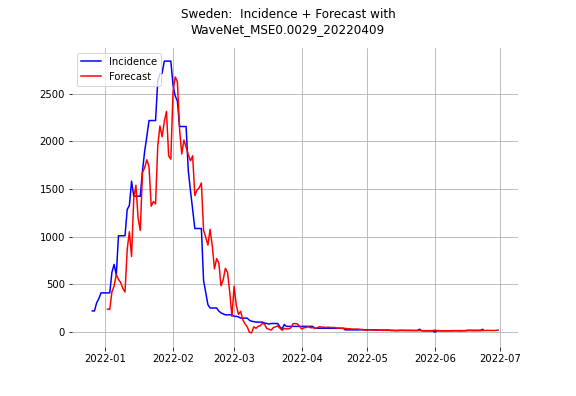 Sweden:  Incidence + Forecast with
WaveNet_MSE0.0029_20220409
Incidence
Forecast
2500
2000
1500
1000
500
0
2022-01 2022-02 2022-03 2022-04 2022-05 2022-06 2022-07